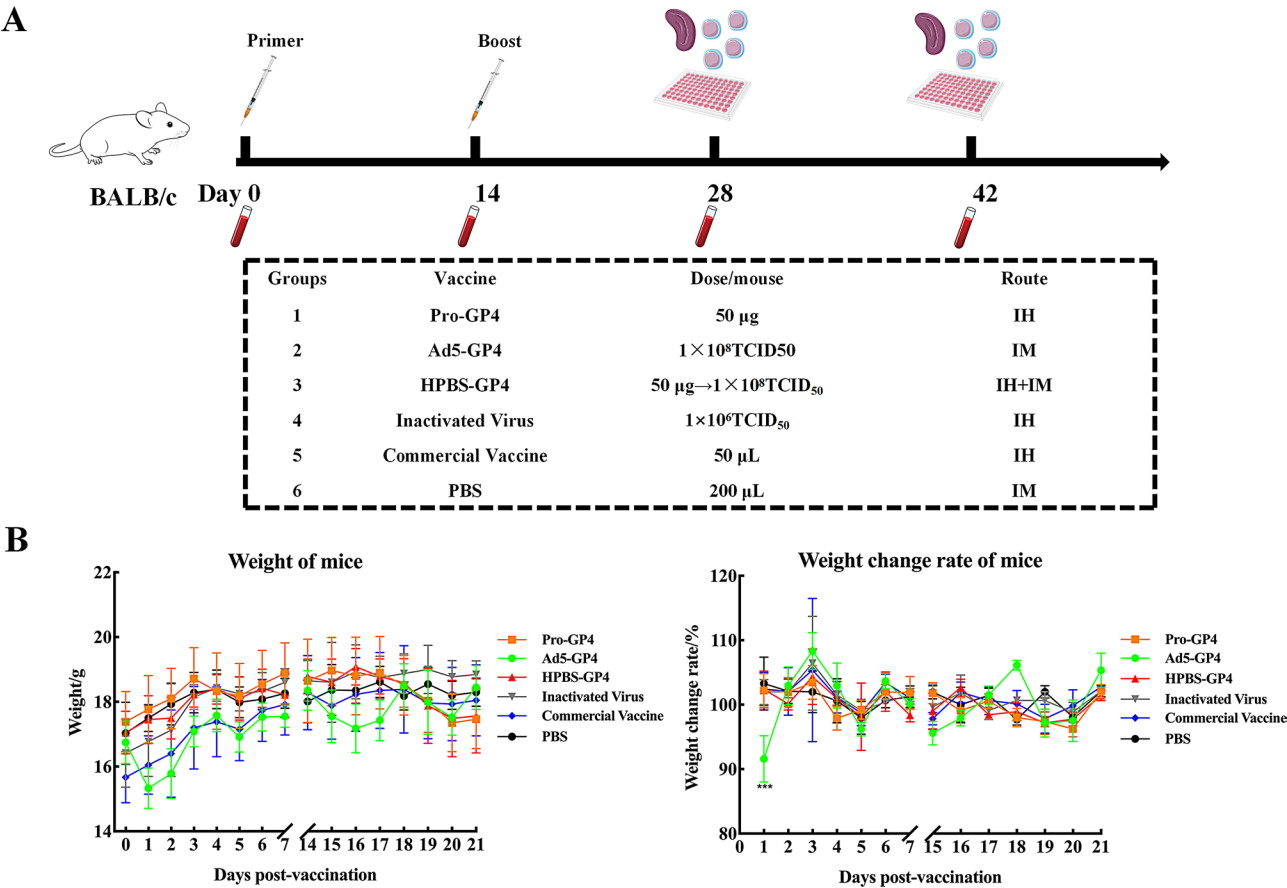 A
Primer
Boost
BALB/c
Day 0
14
28
42
Groups Vaccine Dose/mouse Route
1 Pro-GP4 50 μg IH
2 Ad5-GP4 1×10⁸TCID50 IM
3 HPBS-GP4 50 μg→1×10⁸TCID₅₀ IH+IM
4 Inactivated Virus 1×10⁶TCID₅₀ IH
5 Commercial Vaccine 50 μL IH
6 PBS 200 μL IM
B
Weight of mice
Weight/g
22
20
18
16
14
0 1 2 3 4 5 6 7 14 15 16 17 18 19 20 21
Days post-vaccination
Pro-GP4
Ad5-GP4
HPBS-GP4
Inactivated Virus
Commercial Vaccine
PBS
Weight change rate of mice
Weight change rate/%
120
110
100
90
80
***
0 1 2 3 4 5 6 7 15 16 17 18 19 20 21
Days post-vaccination
Pro-GP4
Ad5-GP4
HPBS-GP4
Inactivated Virus
Commercial Vaccine
PBS